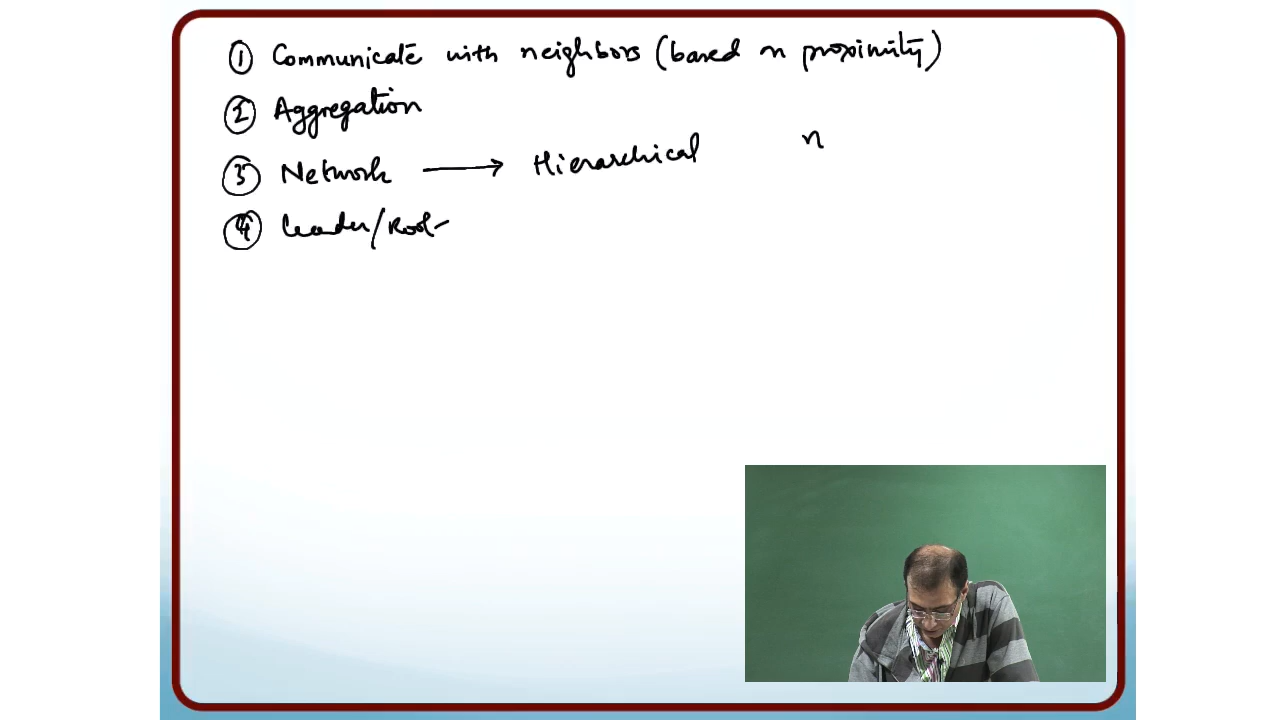 ① Communicate with neighbors (based on proximity)
② Aggregation
③ Network → Hierarchical n
④ Leader/Root